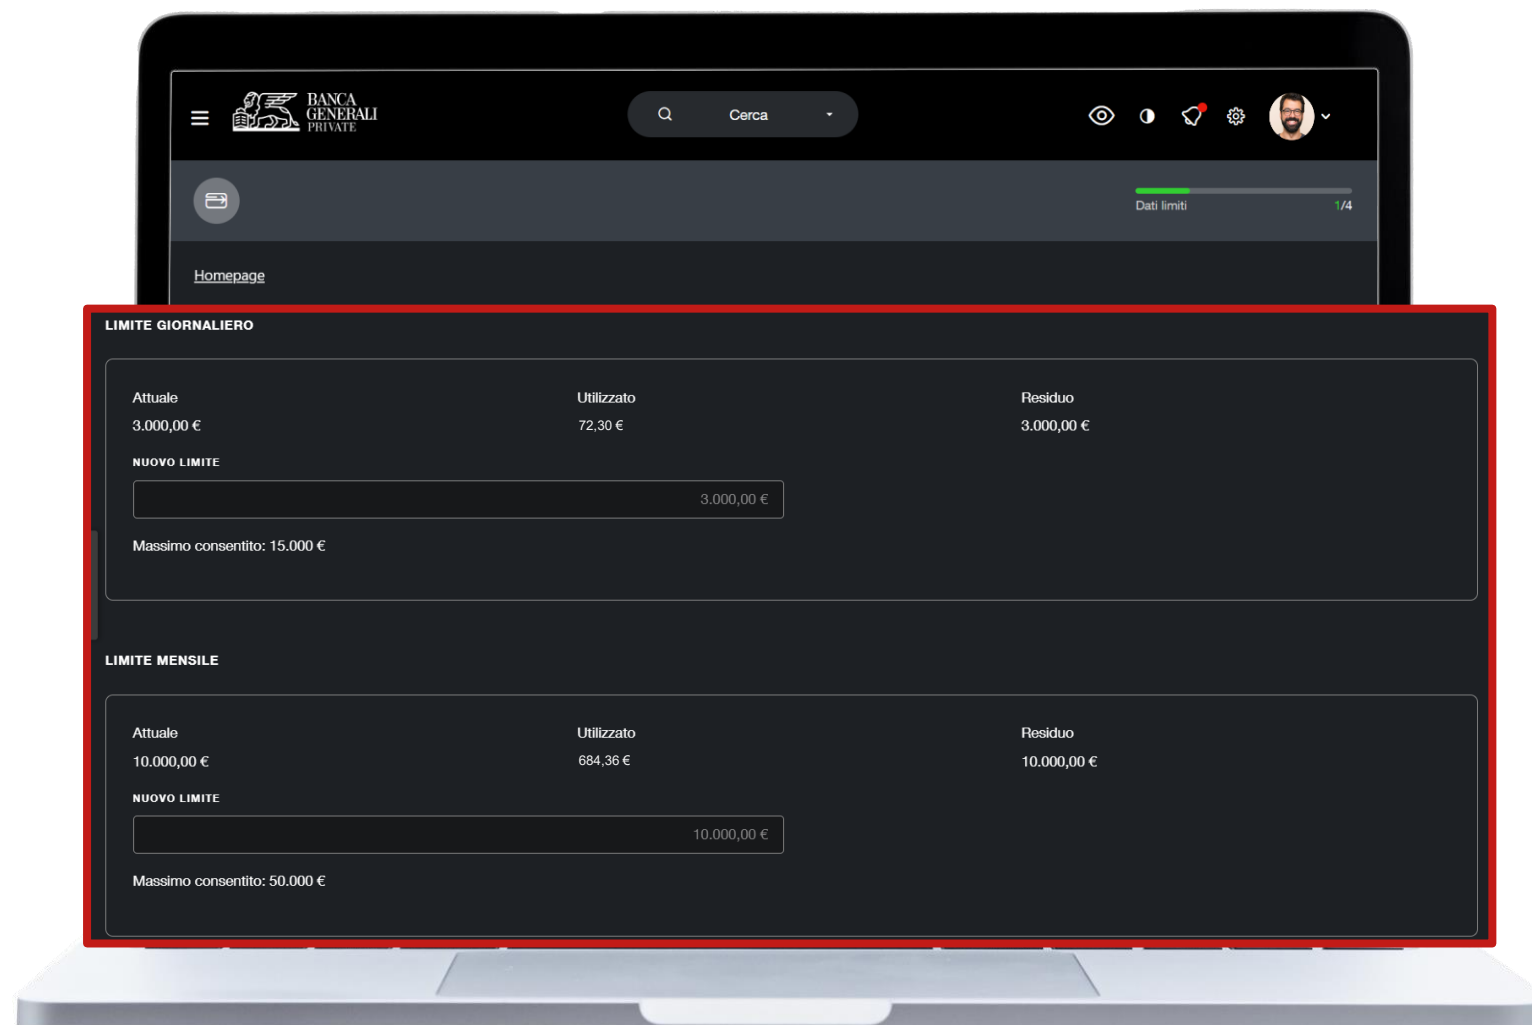 BANCA
GENERALI
PRIVATE
Cerca
Dati limiti 1/4
Homepage
LIMITE GIORNALIERO
Attuale Utilizzato Residuo
3.000,00 € 72,30 € 3.000,00 €
NUOVO LIMITE
3.000,00 €
Massimo consentito: 15.000 €
LIMITE MENSILE
Attuale Utilizzato Residuo
10.000,00 € 684,36 € 10.000,00 €
NUOVO LIMITE
10.000,00 €
Massimo consentito: 50.000 €